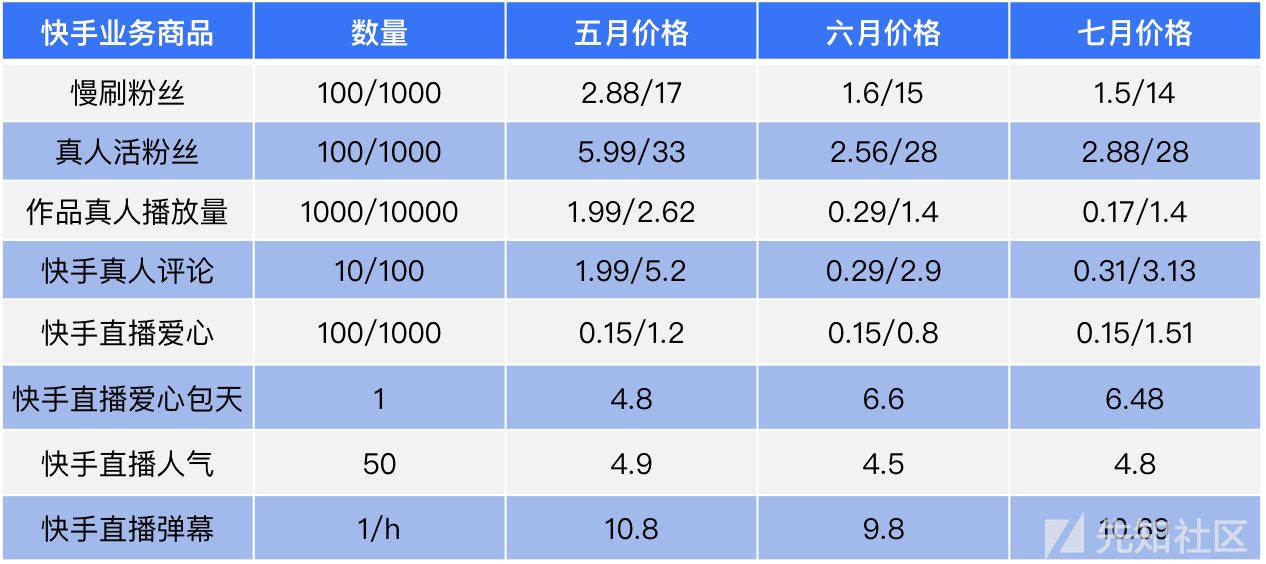 快手业务商品 数量 五月价格 六月价格 七月价格
慢刷粉丝 100/1000 2.88/17 1.6/15 1.5/14
真人活粉丝 100/1000 5.99/33 2.56/28 2.88/28
作品真人播放量 1000/10000 1.99/2.62 0.29/1.4 0.17/1.4
快手真人评论 10/100 1.99/5.2 0.29/2.9 0.31/3.13
快手直播爱心 100/1000 0.15/1.2 0.15/0.8 0.15/1.51
快手直播爱心包天 1 4.8 6.6 6.48
快手直播人气 50 4.9 4.5 4.8
快手直播弹幕 1/h 10.8 9.8 10.69
先知社区